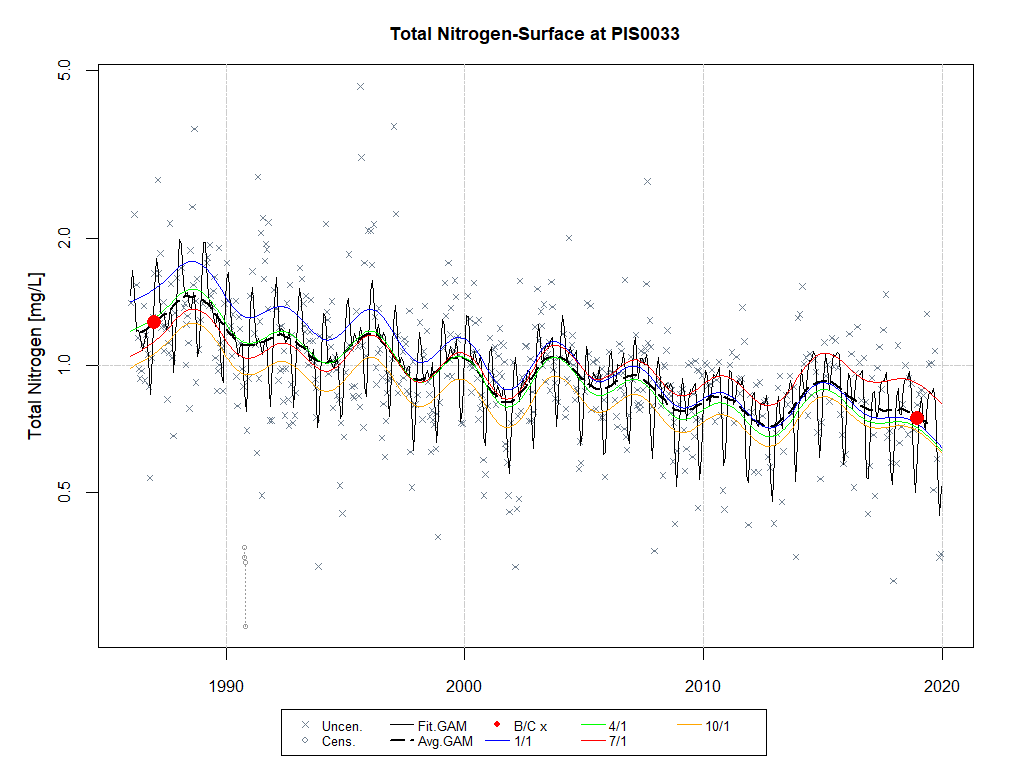 Total Nitrogen-Surface at PIS0033
Total Nitrogen [mg/L]
5.0
2.0
1.0
0.5
1990 2000 2010 2020
Uncen. Fit.GAM B/C x 4/1 10/1
Cens. Avg.GAM 1/1 7/1